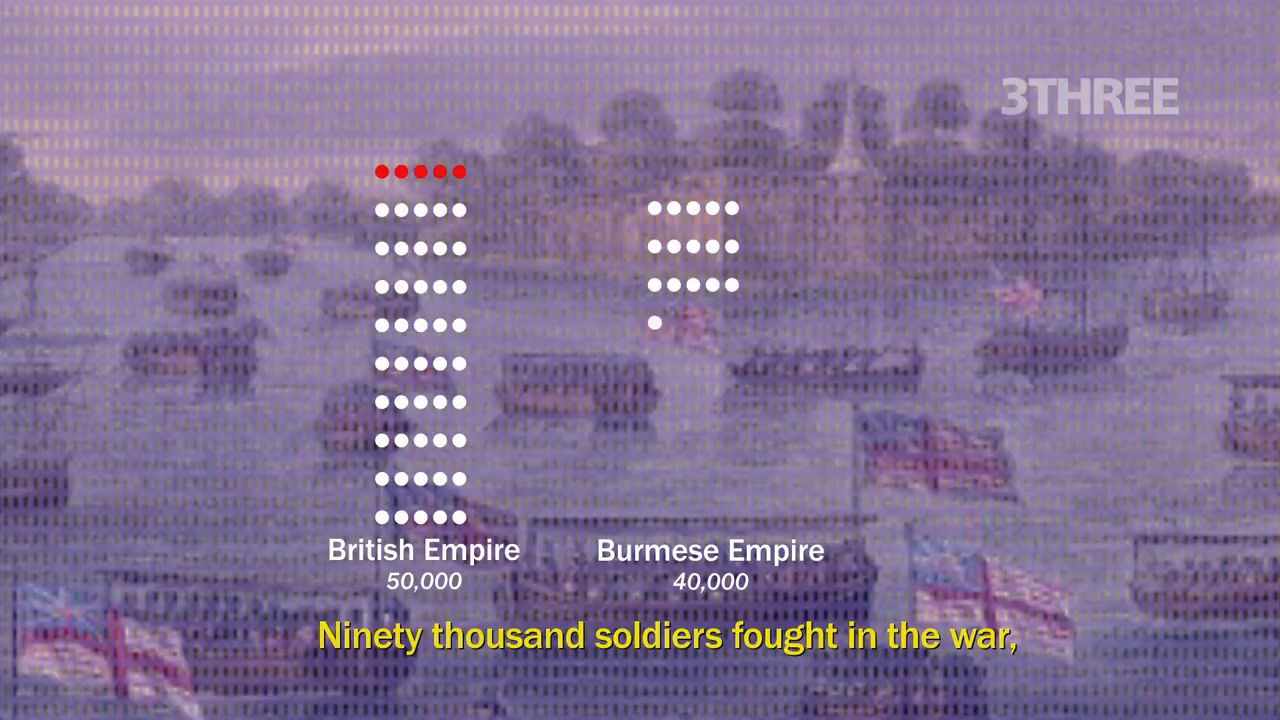 3THREE
British Empire
50,000
Burmese Empire
40,000
Ninety thousand soldiers fought in the war,